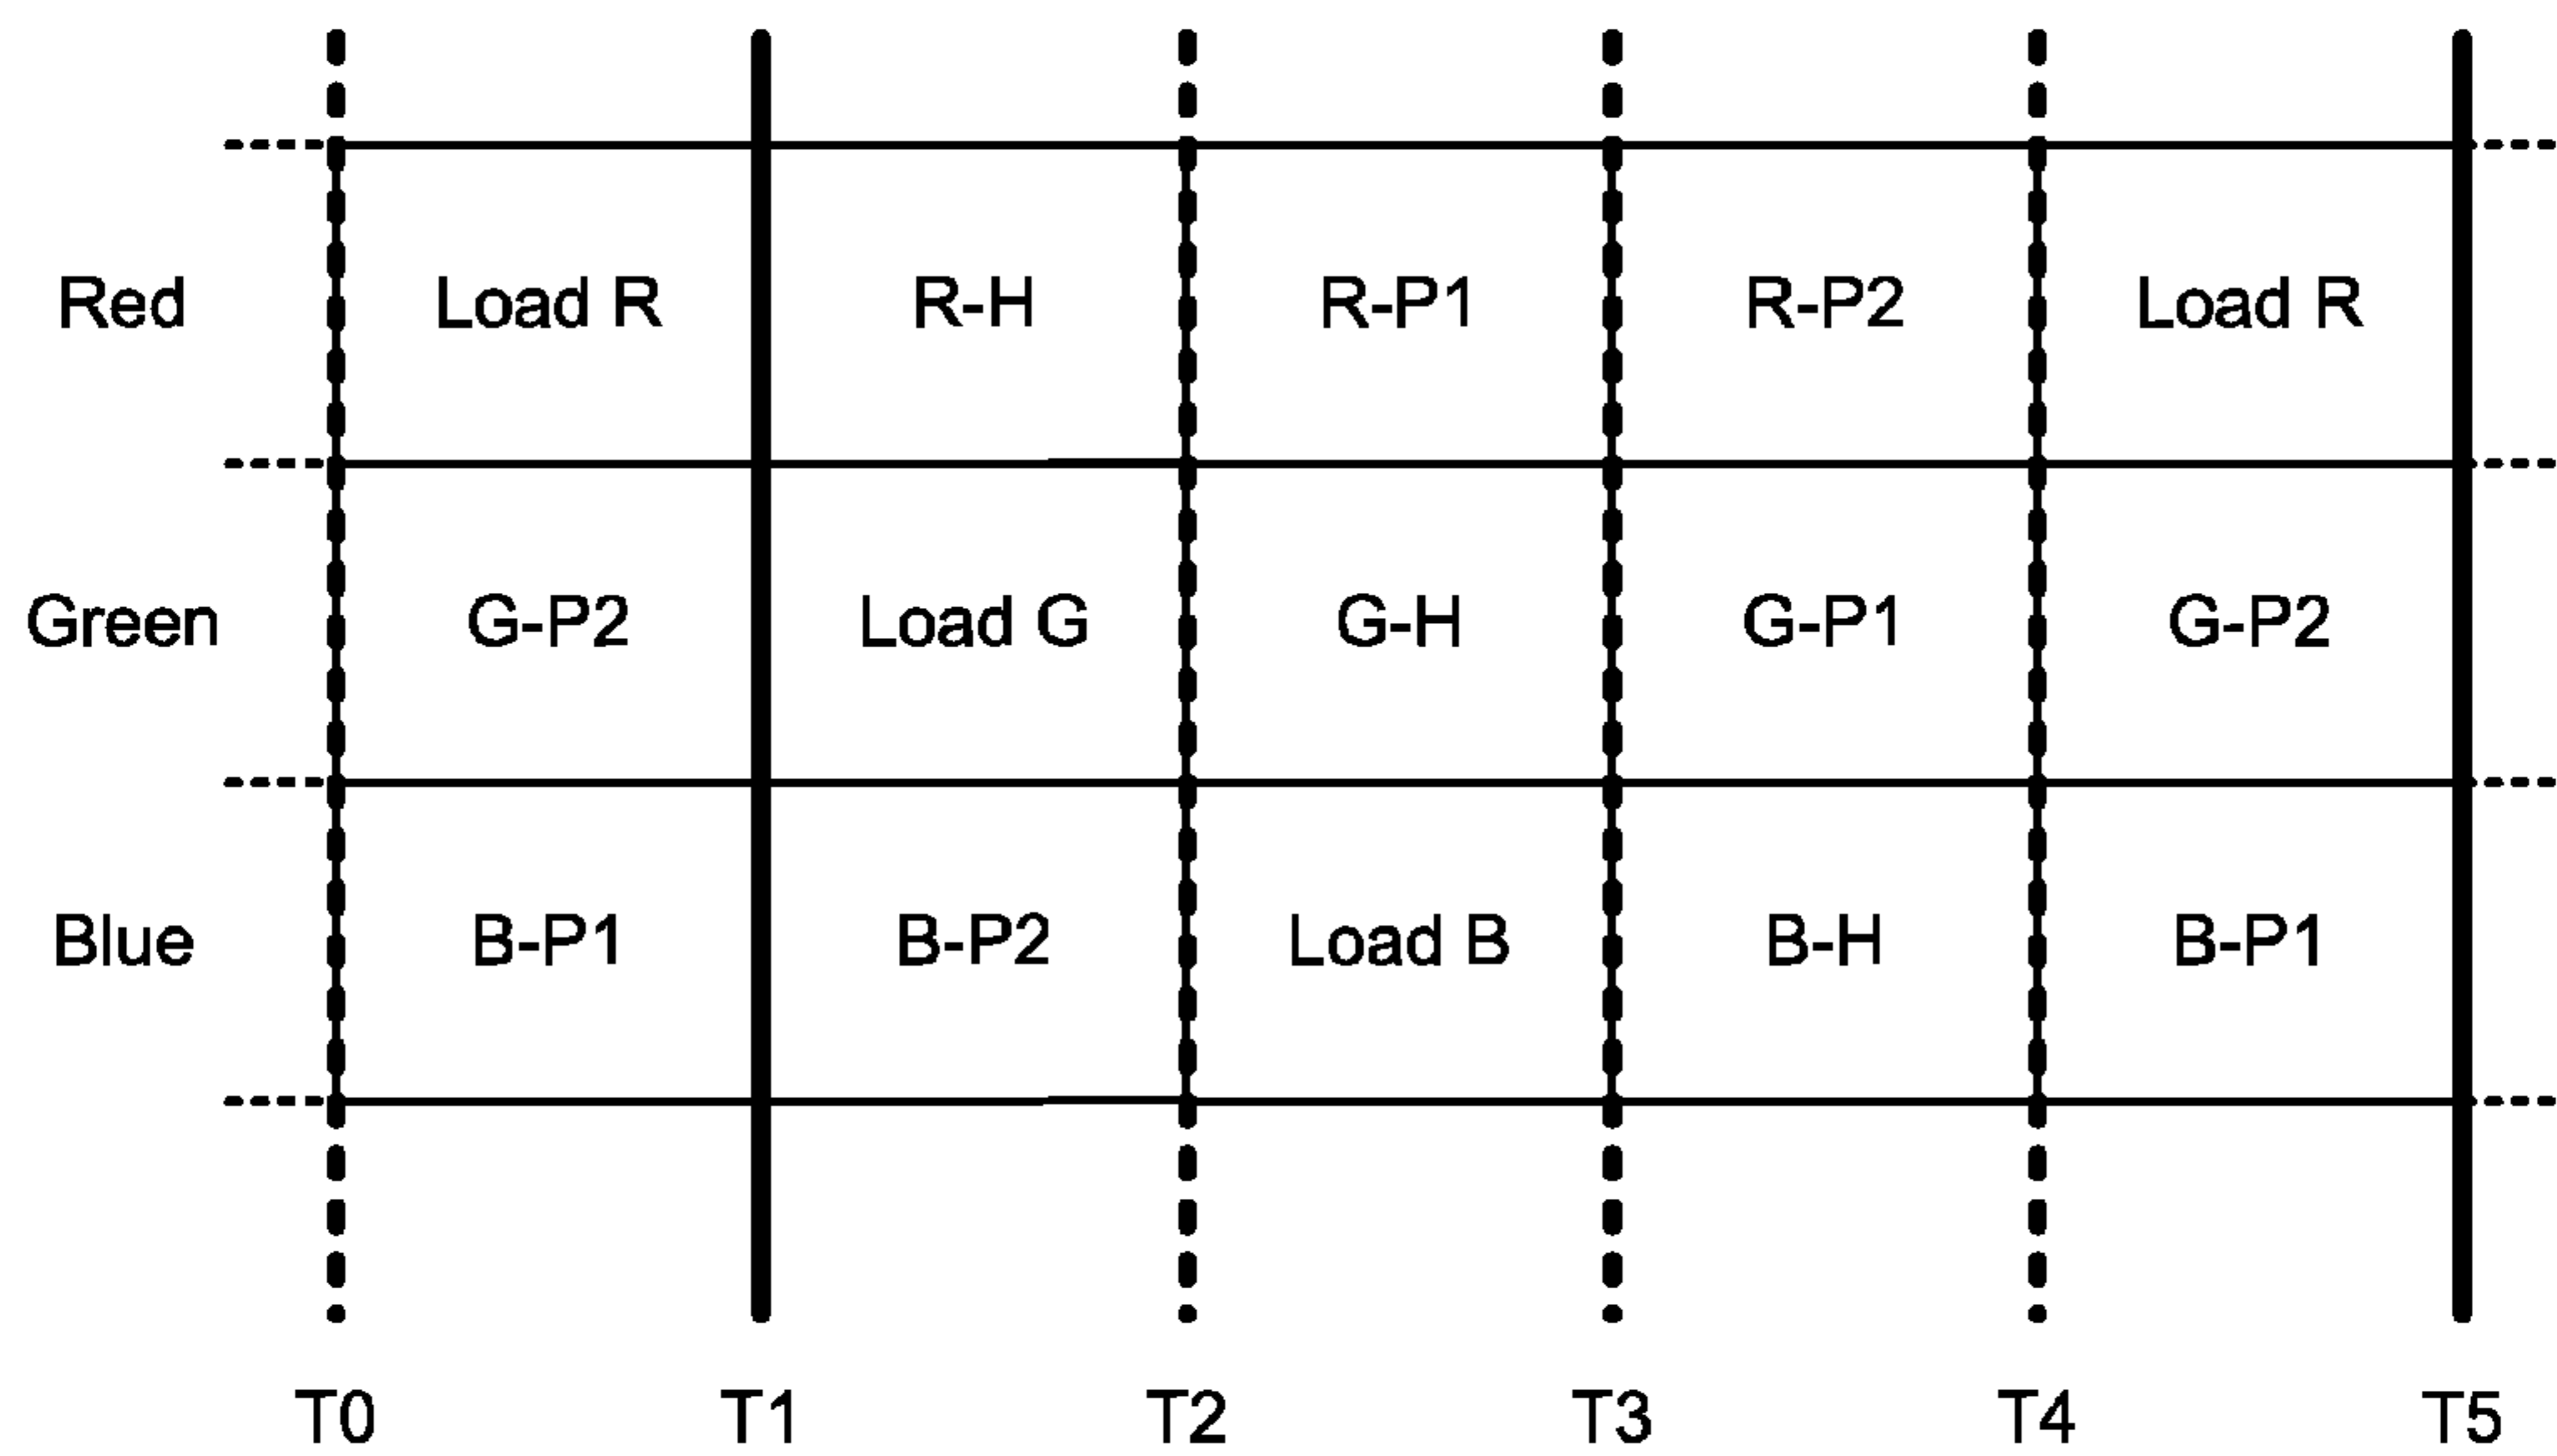 Red Load R R-H R-P1 R-P2 Load R
Green G-P2 Load G G-H G-P1 G-P2
Blue B-P1 B-P2 Load B B-H B-P1
T0 T1 T2 T3 T4 T5